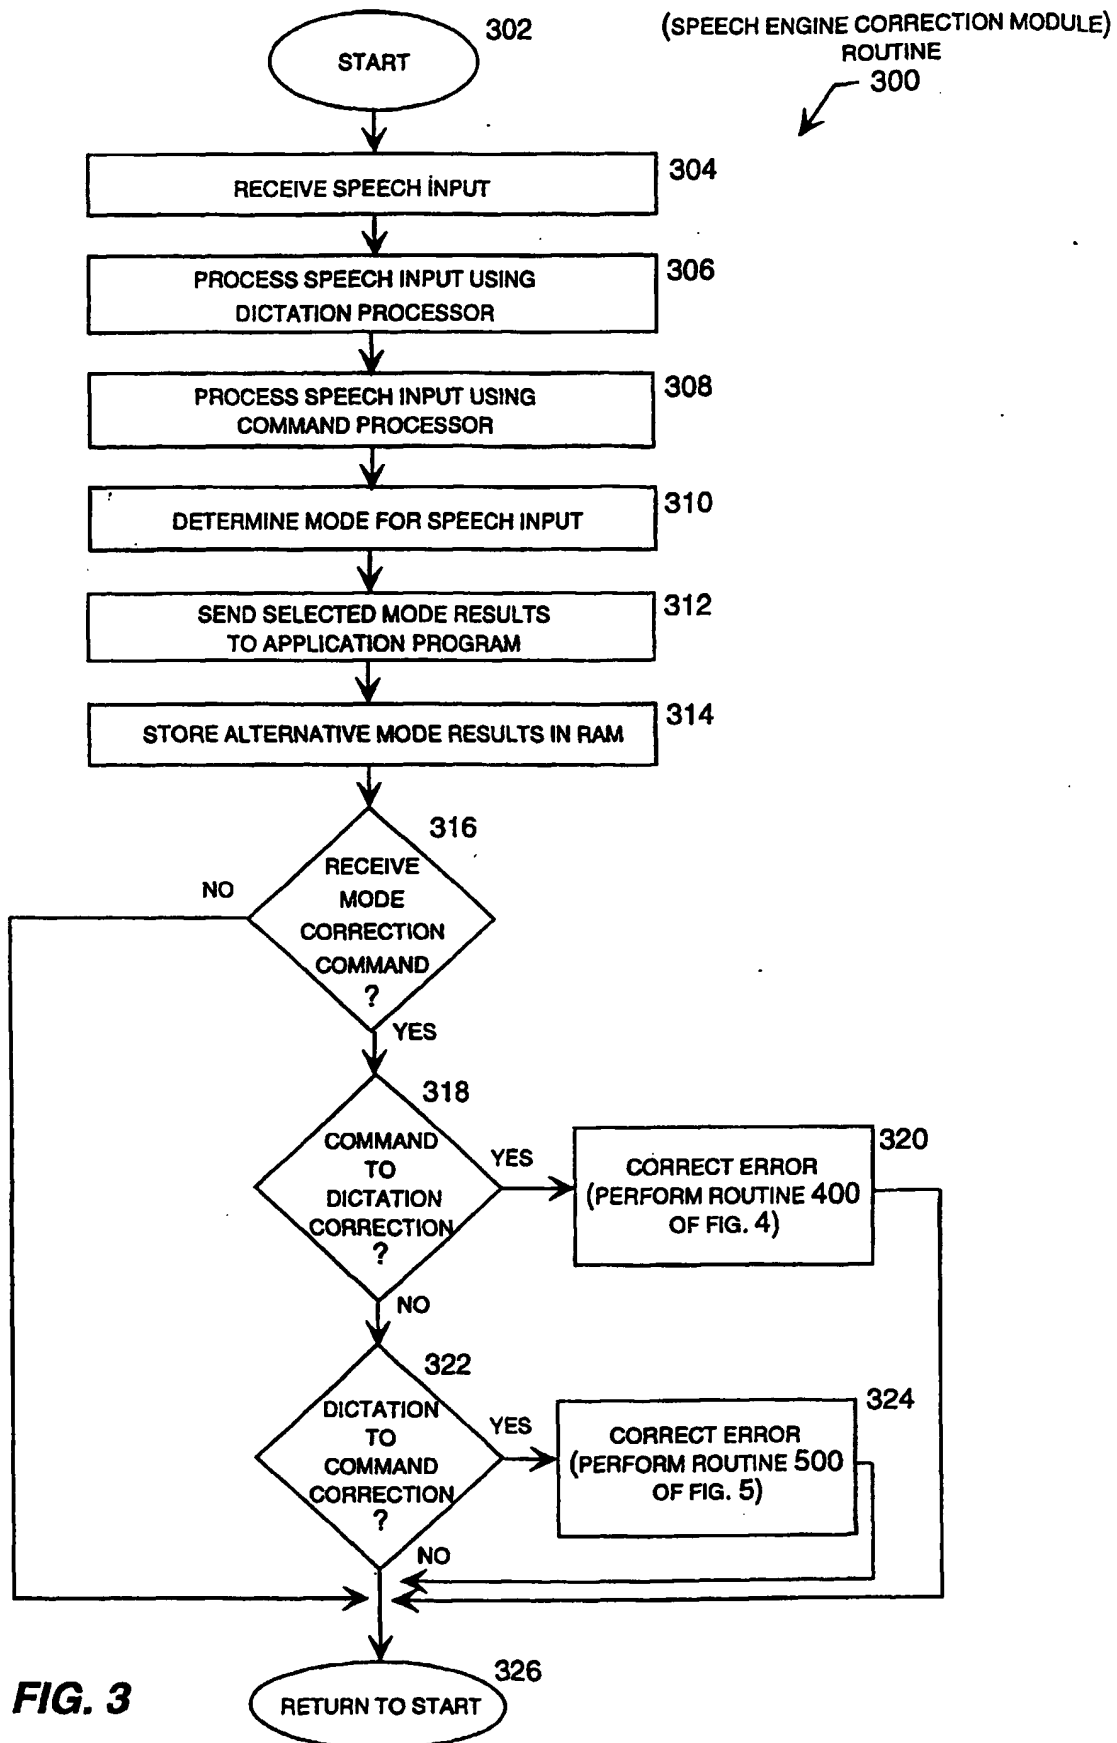 302
(SPEECH ENGINE CORRECTION MODULE)
ROUTINE
300
START
304
RECEIVE SPEECH INPUT
306
PROCESS SPEECH INPUT USING
DICTATION PROCESSOR
308
PROCESS SPEECH INPUT USING
COMMAND PROCESSOR
310
DETERMINE MODE FOR SPEECH INPUT
312
SEND SELECTED MODE RESULTS
TO APPLICATION PROGRAM
314
STORE ALTERNATIVE MODE RESULTS IN RAM
316
RECEIVE
MODE
CORRECTION
COMMAND
?
NO
YES
318
COMMAND
TO
DICTATION
CORRECTION
?
YES
320
CORRECT ERROR
(PERFORM ROUTINE 400
OF FIG. 4)
NO
322
DICTATION
TO
COMMAND
CORRECTION
?
YES
324
CORRECT ERROR
(PERFORM ROUTINE 500
OF FIG. 5)
NO
326
RETURN TO START
FIG. 3